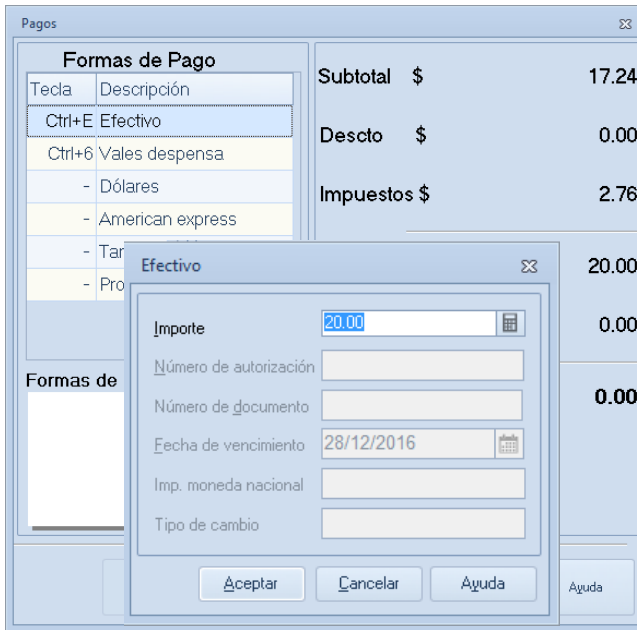 Pagos
Formas de Pago
Tecla Descripción
Ctrl+E Efectivo
Ctrl+6 Vales despensa
- Dólares
- American express
- Tar
- Pro
Formas de
Subtotal $ 17.24
Descto $ 0.00
Impuestos $ 2.76
20.00
0.00
0.00
Efectivo
Importe 20.00
Número de autorización
Número de documento
Fecha de vencimiento 28/12/2016
Imp. moneda nacional
Tipo de cambio
Aceptar Cancelar Ayuda
Ayuda